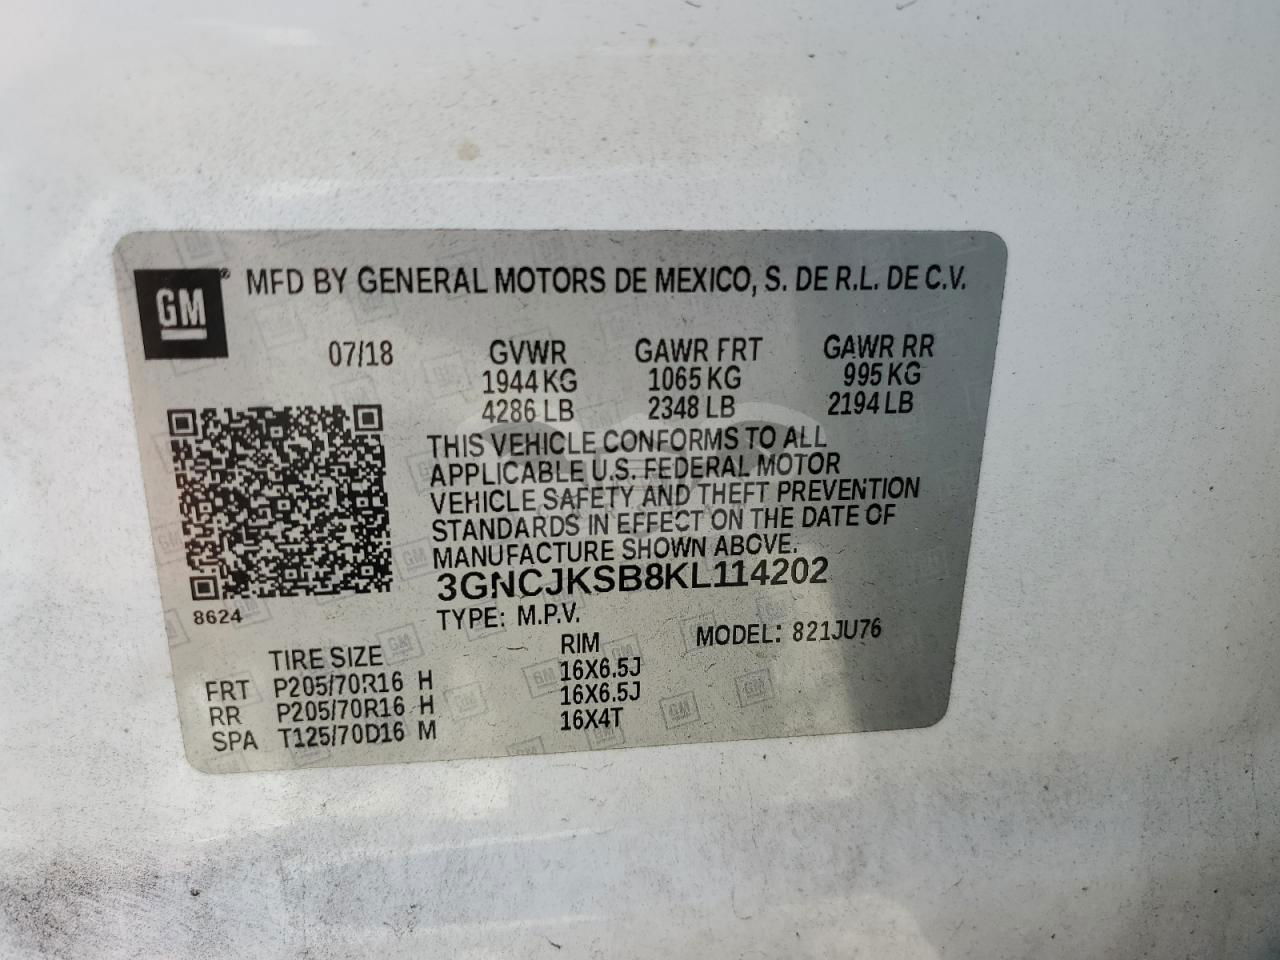 GM® MFD BY GENERAL MOTORS DE MEXICO, S. DE R.L. DE C.V.
07/18 GVWR GAWR FRT GAWR RR
1944 KG 1065 KG 995 KG
4286 LB 2348 LB 2194 LB
THIS VEHICLE CONFORMS TO ALL
APPLICABLE U.S. FEDERAL MOTOR
VEHICLE SAFETY AND THEFT PREVENTION
STANDARDS IN EFFECT ON THE DATE OF
MANUFACTURE SHOWN ABOVE.
3GNCJKSB8KL114202
8624
TYPE: M.P.V.
MODEL: 821JU76
TIRE SIZE RIM
FRT P205/70R16 H 16X6.5J
RR P205/70R16 H 16X6.5J
SPA T125/70D16 M 16X4T